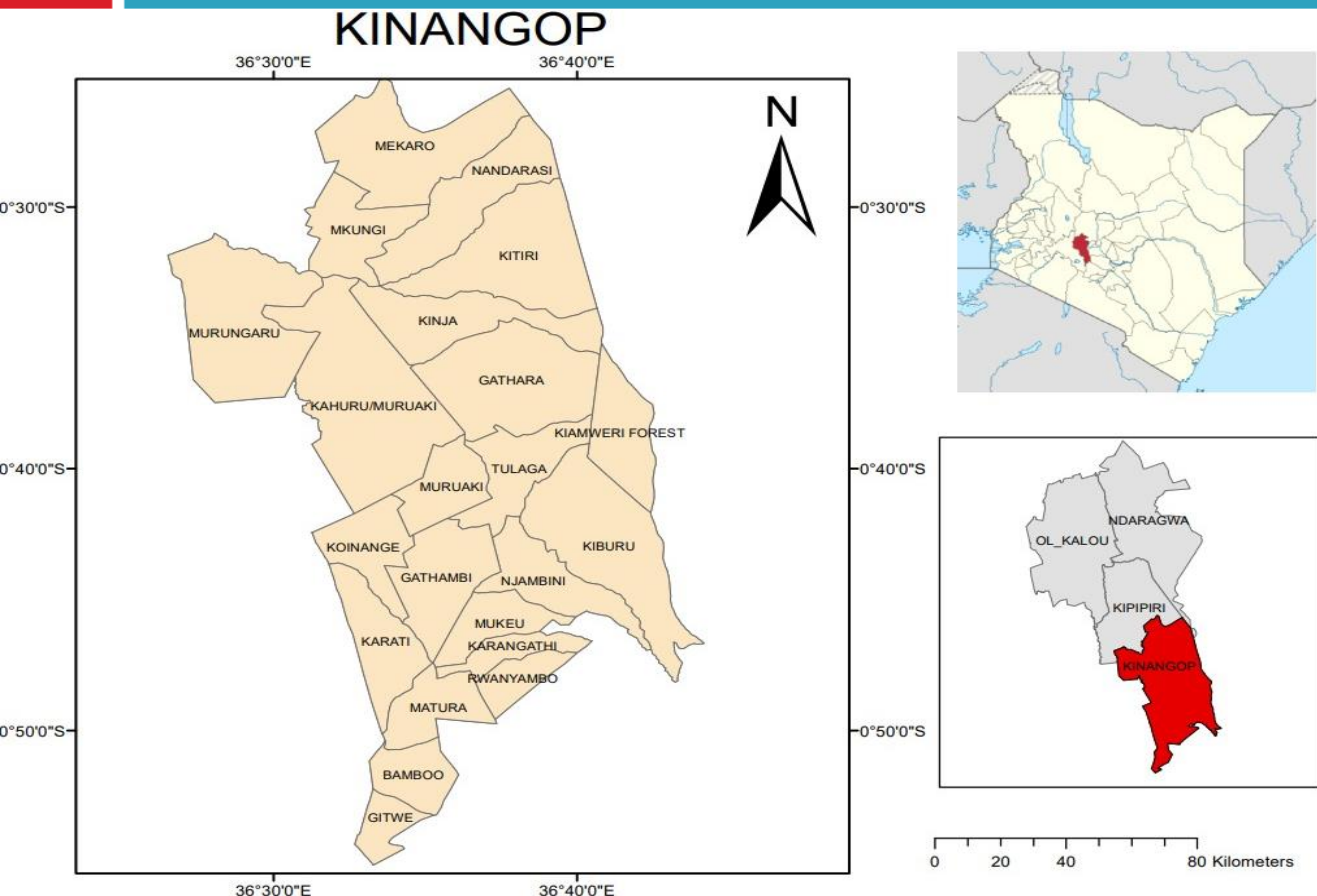 KINANGOP
36°30'0"E 36°40'0"E
N
MEKARO
NANDARASI
0°30'0"S 0°30'0"S
MKUNGI
KITIRI
KINJA
MURUNGARU
GATHARA
KAHURU/MURUAKI
KIAMWERI FOREST
0°40'0"S 0°40'0"S
TULAGA
MURUAKI
KOINANGE
KIBURU
GATHAMBI
NJAMBINI
MUKEU
KARATI
KARANGATHI
RWANYAMBO
MATURA
0°50'0"S 0°50'0"S
BAMBOO
GITWE
36°30'0"E 36°40'0"E
NDARAGWA
OL_KALOU
KIPIPIRI
KINANGOP
0 20 40 80 Kilometers